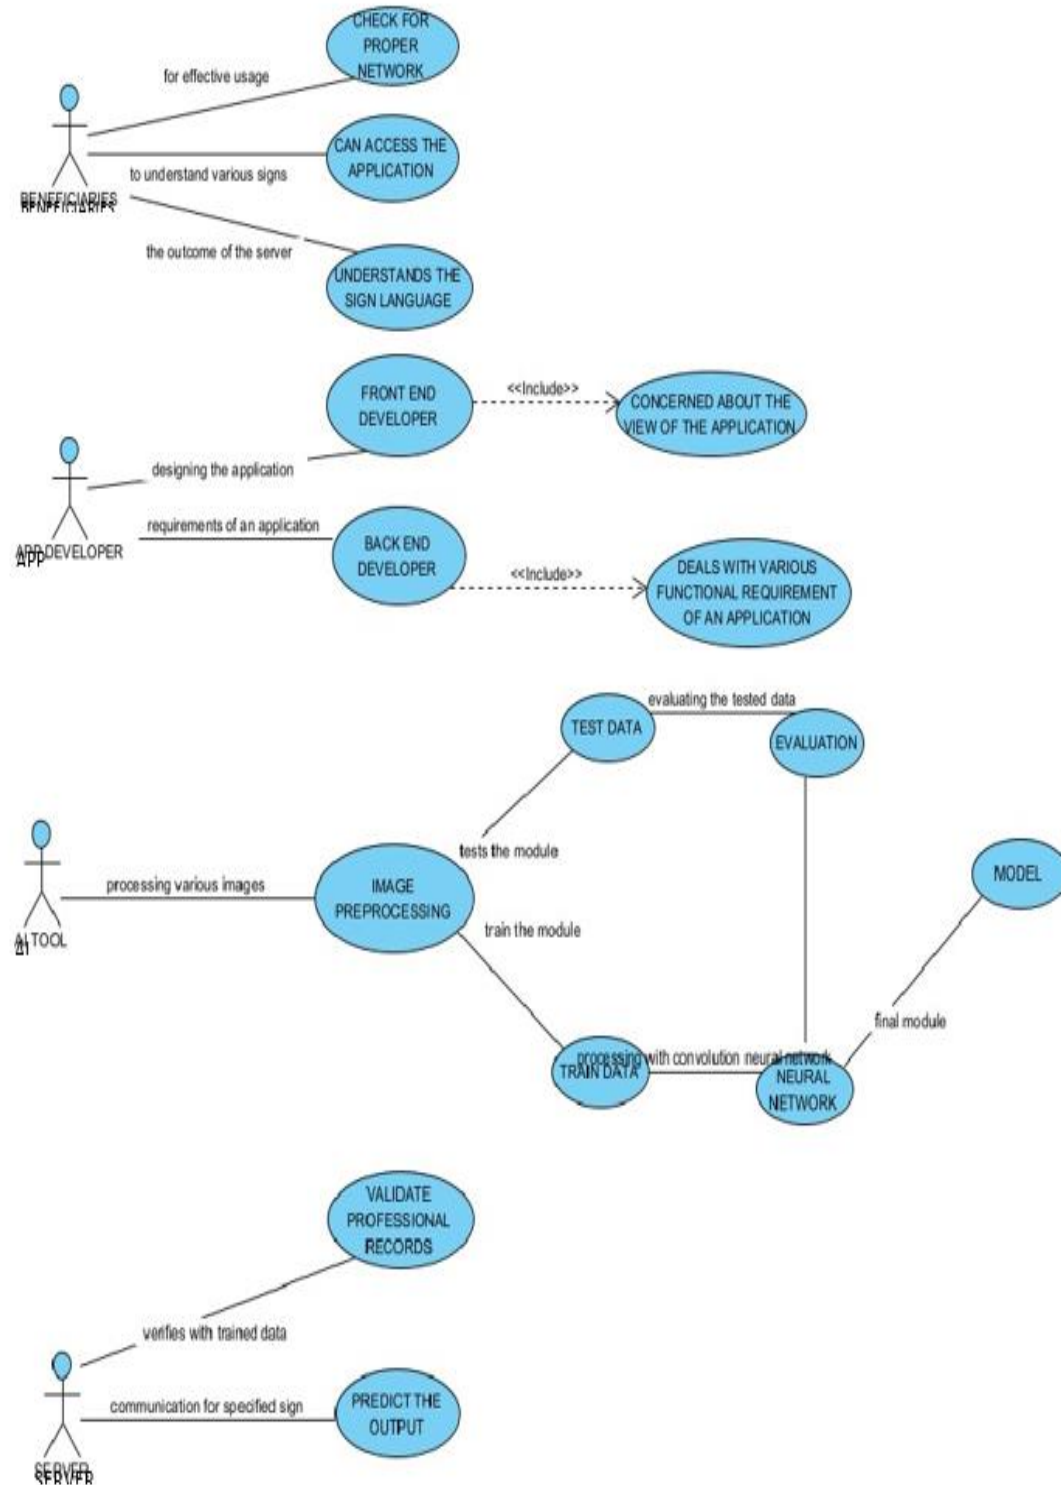 CHECK FOR
PROPER
NETWORK
for effective usage
CAN ACCESS THE
APPLICATION
to understand various signs
BENEFICIARIES
BENEFICIARIES
the outcome of the server
UNDERSTANDS THE
SIGN LANGUAGE
FRONT END
DEVELOPER
<<Include>>
CONCERNED ABOUT THE
VIEW OF THE APPLICATION
designing the application
requirements of an application
APP DEVELOPER
APP
BACK END
DEVELOPER
<<Include>>
DEALS WITH VARIOUS
FUNCTIONAL REQUIREMENT
OF AN APPLICATION
TEST DATA
evaluating the tested data
EVALUATION
tests the module
processing various images
IMAGE
PREPROCESSING
MODEL
AI TOOL
AI
train the module
final module
processing with convolution neural network
TRAIN DATA
NEURAL
NETWORK
VALIDATE
PROFESSIONAL
RECORDS
verifies with trained data
communication for specified sign
PREDICT THE
OUTPUT
SERVER
SERVER